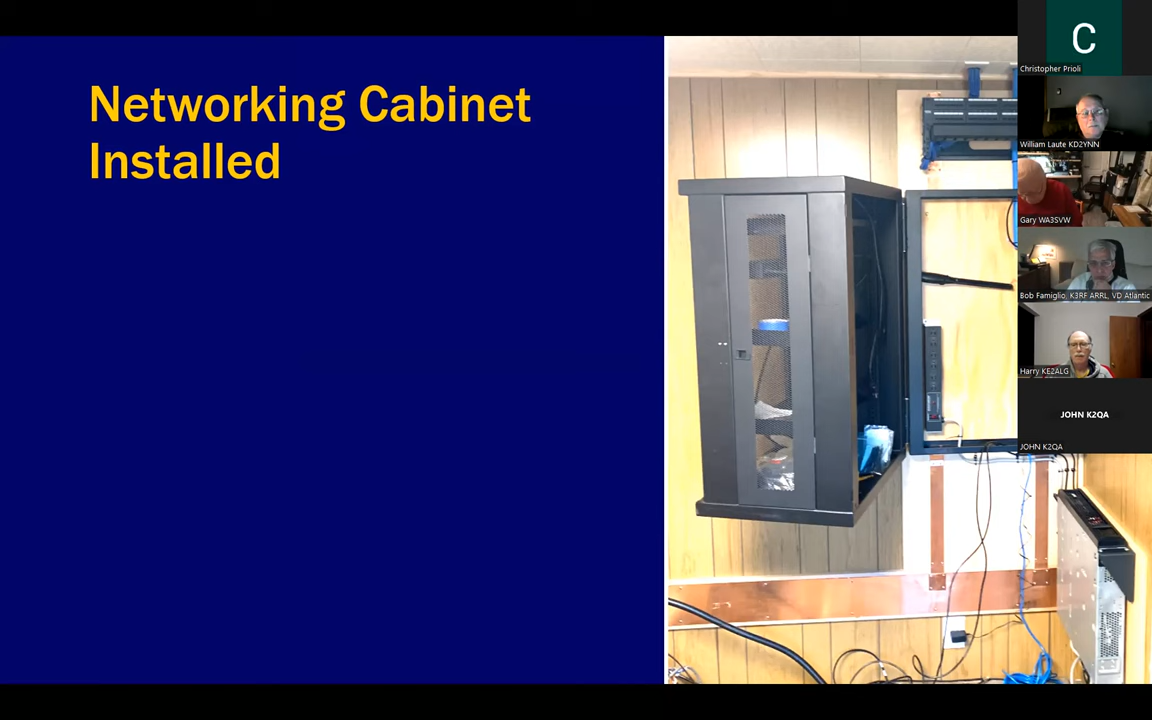 Networking Cabinet
Installed
C
Christopher Prioli
William Laute KD2YNN
Gary WA3SVW
Bob Famiglio, K3RF ARRL, VD Atlantic
Harry KE2ALG
JOHN K2QA
JOHN K2QA